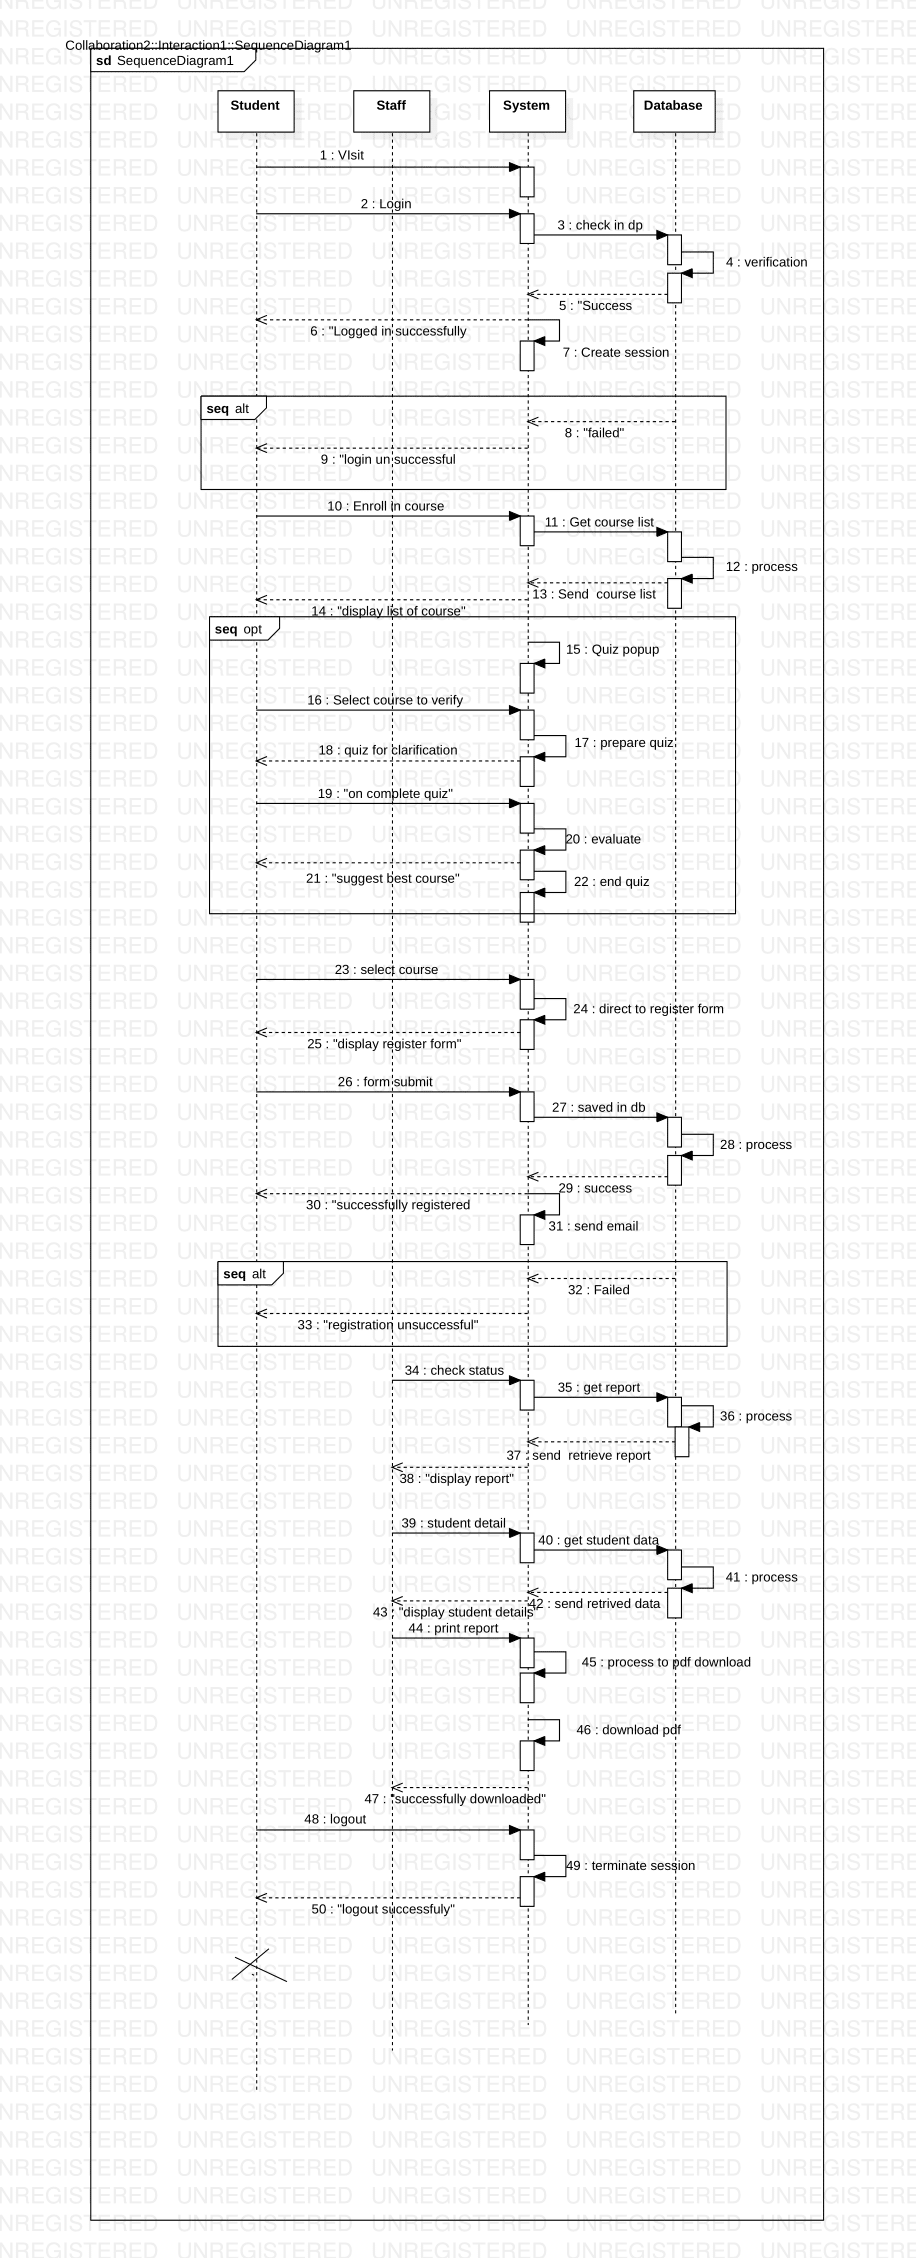 Collaboration2::Interaction1::SequenceDiagram1
sd SequenceDiagram1
Student
Staff
System
Database
1 : VIsit
2 : Login
3 : check in dp
4 : verification
5 : "Success
6 : "Logged in successfully
7 : Create session
seq alt
8 : "failed"
9 : "login un successful
10 : Enroll in course
11 : Get course list
12 : process
13 : Send  course list
14 : "display list of course"
seq opt
15 : Quiz popup
16 : Select course to verify
17 : prepare quiz
18 : quiz for clarification
19 : "on complete quiz"
20 : evaluate
21 : "suggest best course"
22 : end quiz
23 : select course
24 : direct to register form
25 : "display register form"
26 : form submit
27 : saved in db
28 : process
29 : success
30 : "successfully registered
31 : send email
seq alt
32 : Failed
33 : "registration unsuccessful"
34 : check status
35 : get report
36 : process
37 : send  retrieve report
38 : "display report"
39 : student detail
40 : get student data
41 : process
42 : send retrived data
43 : "display student details"
44 : print report
45 : process to pdf download
46 : download pdf
47 : "successfully downloaded"
48 : logout
49 : terminate session
50 : "logout successfuly"
UNREGISTERED